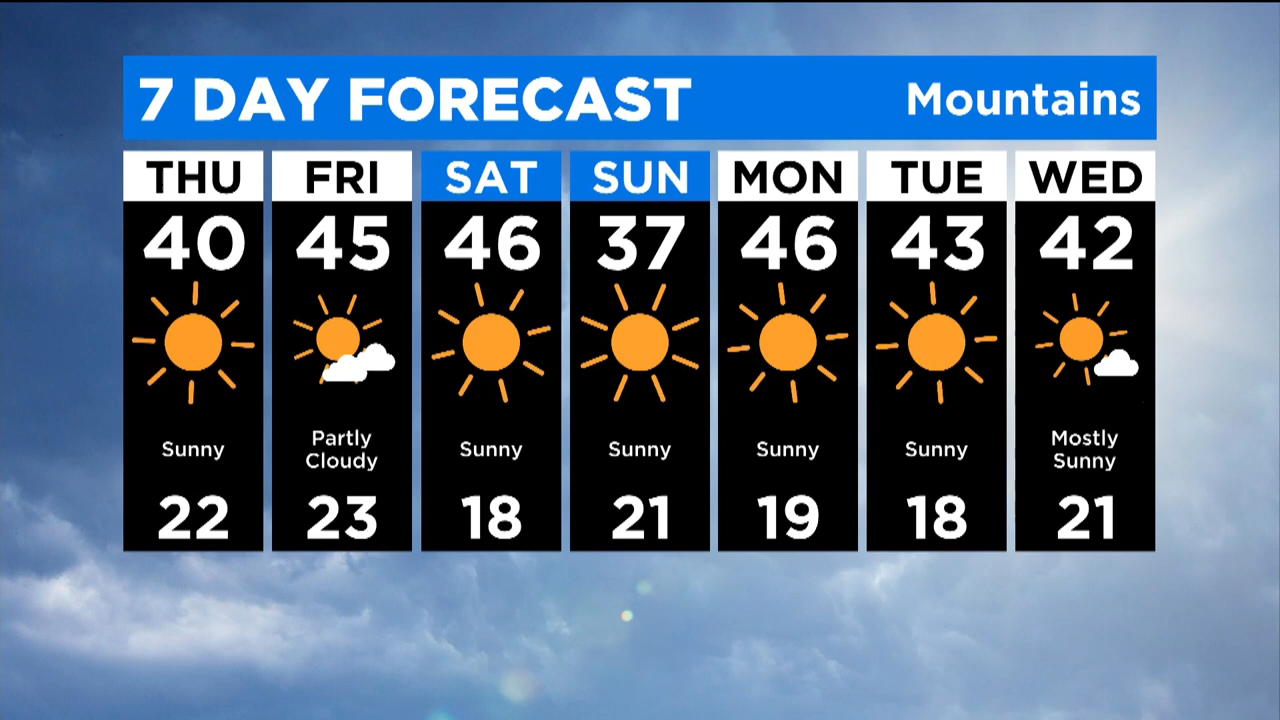 7 DAY FORECAST
Mountains
THU FRI SAT SUN MON TUE WED
40 45 46 37 46 43 42
Sunny
Partly
Cloudy
Sunny
Sunny
Sunny
Sunny
Mostly
Sunny
22 23 18 21 19 18 21